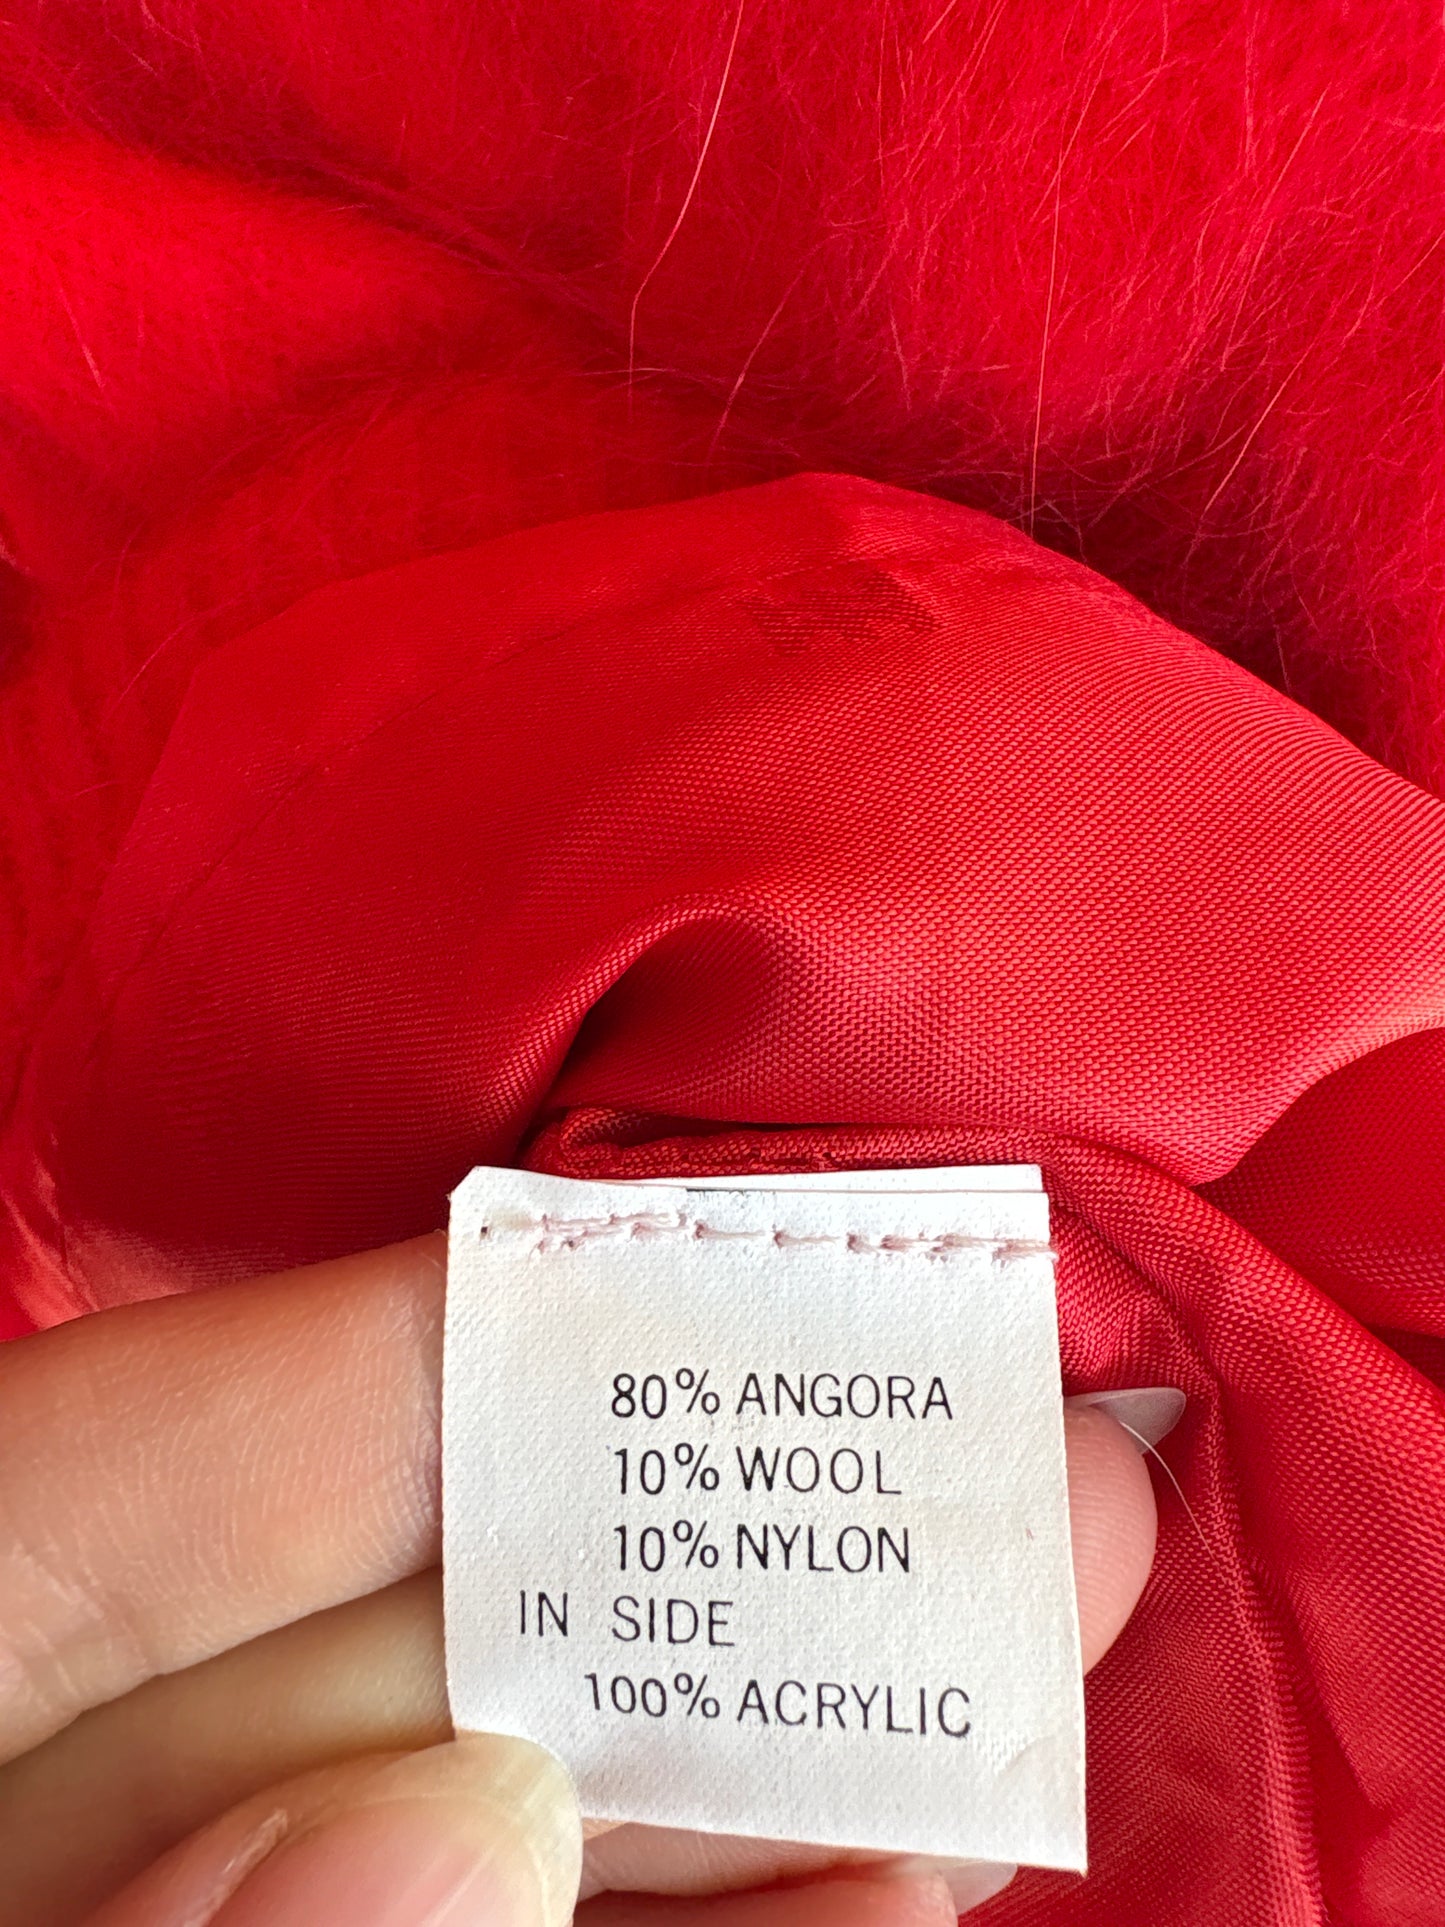 80% ANGORA
10% WOOL
10% NYLON
IN SIDE
100% ACRYLIC